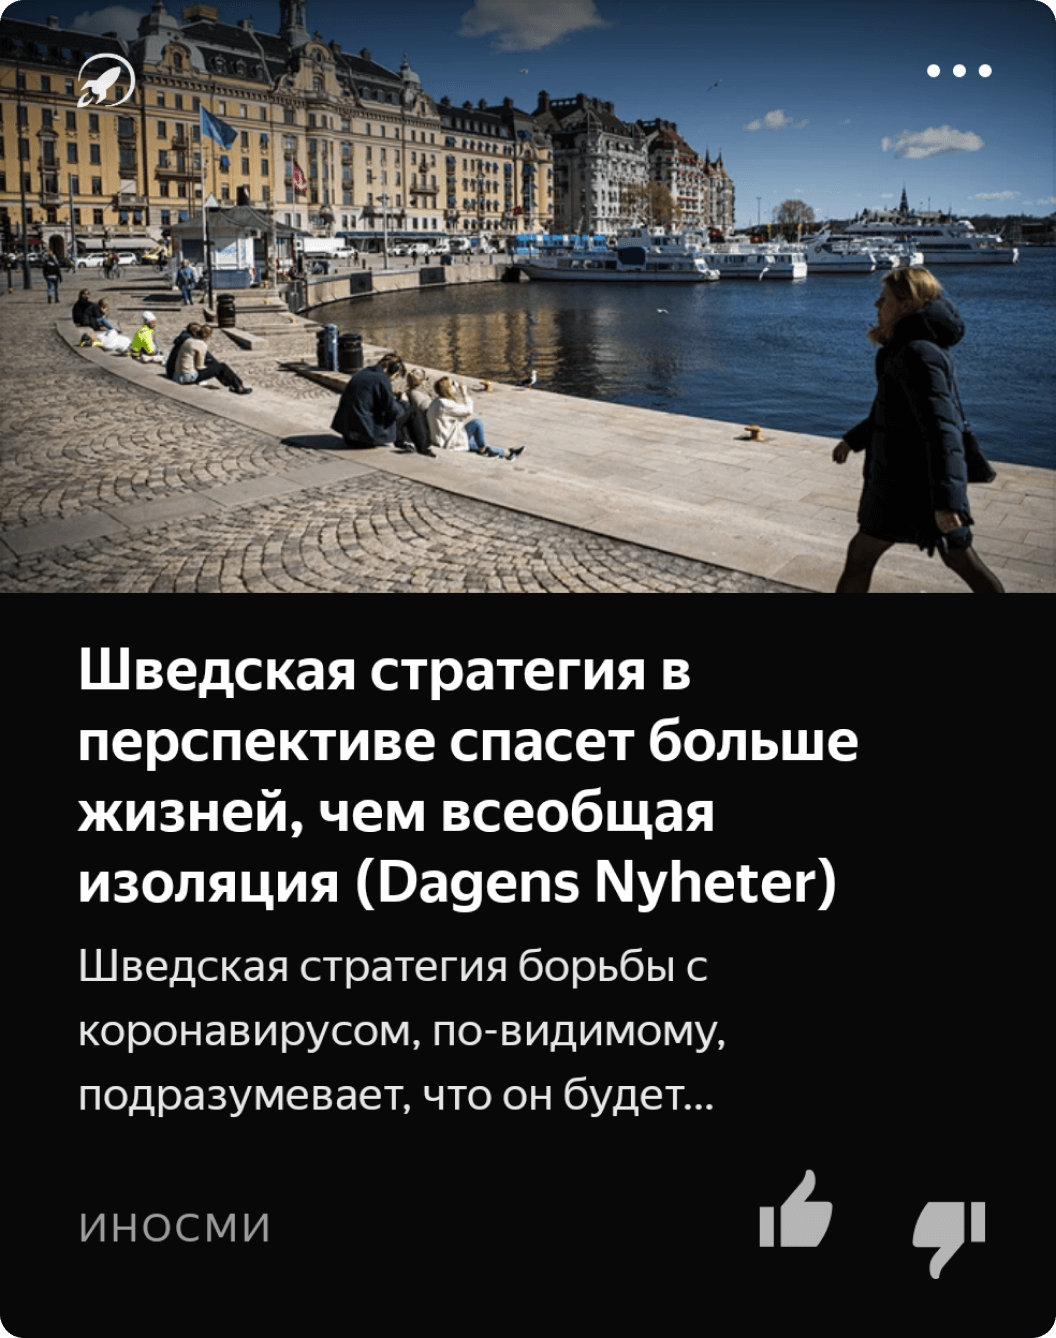 Шведская стратегия в
перспективе спасет больше
жизней, чем всеобщая
изоляция (Dagens Nyheter)
Шведская стратегия борьбы с
коронавирусом, по-видимому,
подразумевает, что он будет...
ИНОСМИ